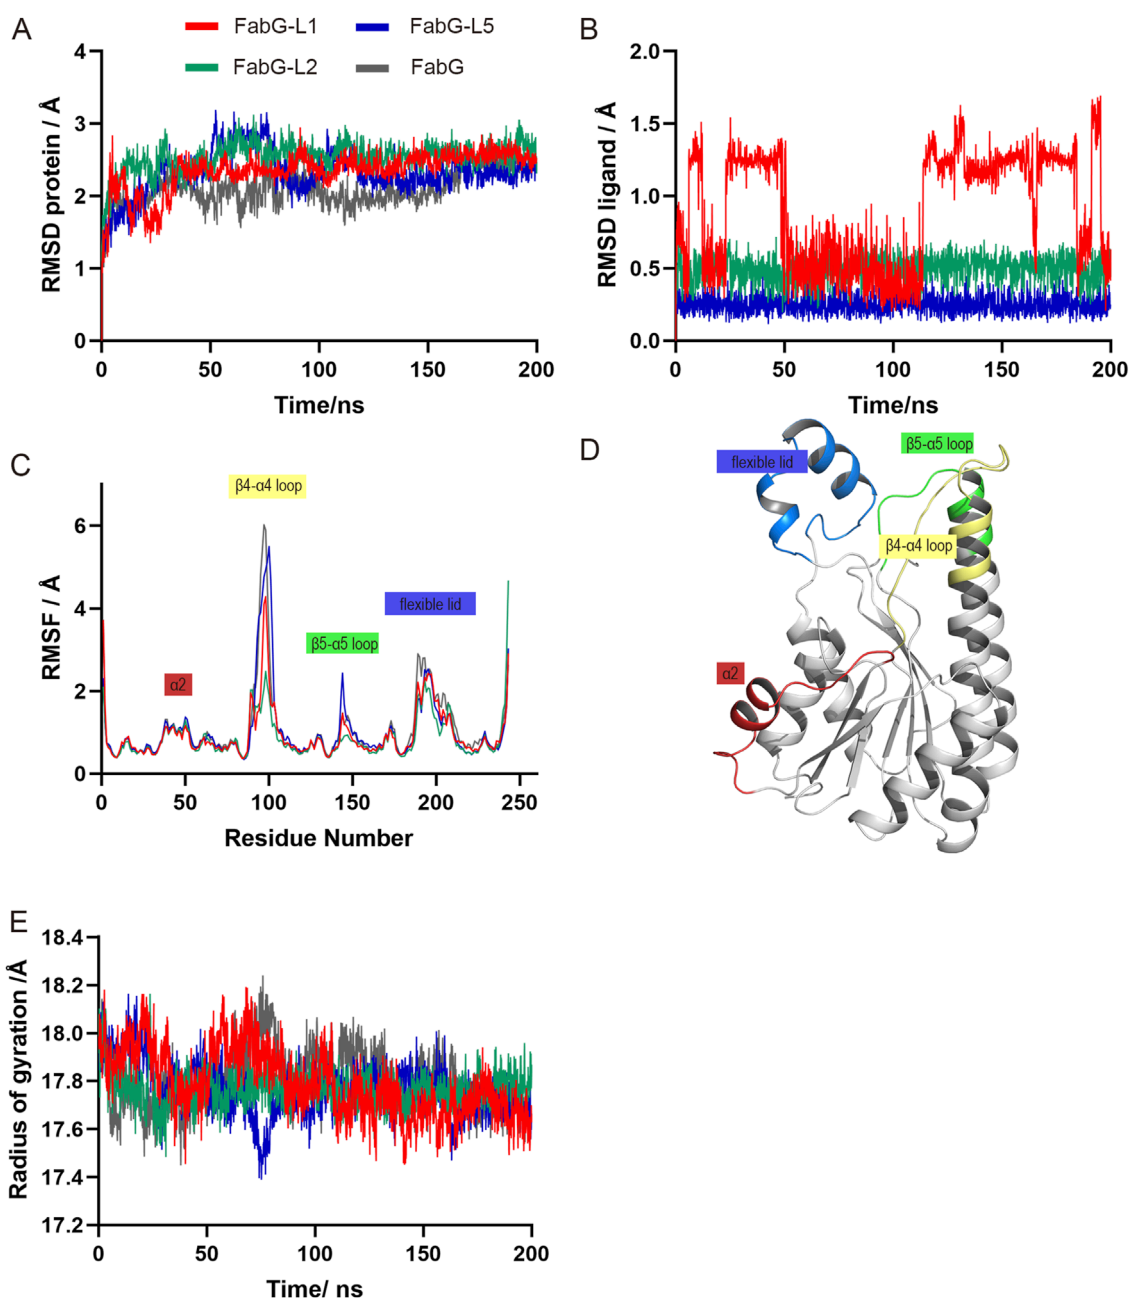 A
FabG-L1
FabG-L5
FabG-L2
FabG
RMSD protein / Å
4
3
2
1
0
0
50
100
150
200
Time/ns
B
RMSD ligand / Å
2.0
1.5
1.0
0.5
0.0
0
50
100
150
200
Time/ns
C
RMSF / Å
6
4
2
0
β4-α4 loop
flexible lid
β5-α5 loop
α2
0
50
100
150
200
250
Residue Number
D
β5-α5 loop
flexible lid
β4-α4 loop
α2
E
Radius of gyration /Å
18.4
18.2
18.0
17.8
17.6
17.4
17.2
0
50
100
150
200
Time/ ns